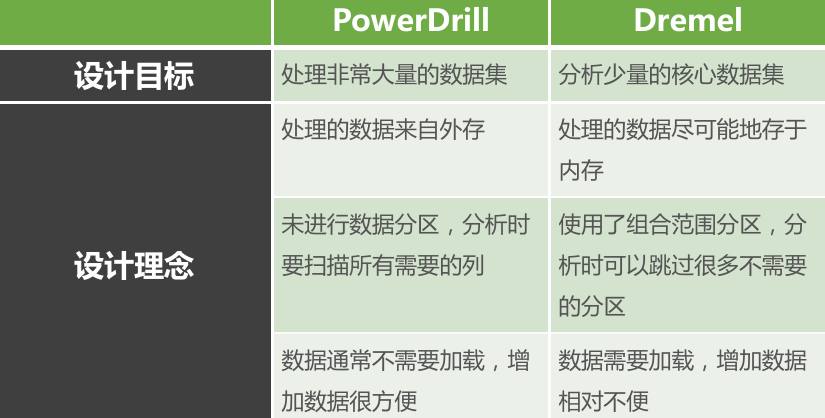 PowerDrill Dremel
设计目标 处理非常大量的数据集 分析少量的核心数据集
设计理念
处理的数据来自外存
处理的数据尽可能地存于
内存
未进行数据分区，分析时
要扫描所有需要的列
使用了组合范围分区，分
析时可以跳过很多不需要
的分区
数据通常不需要加载，增
加数据很方便
数据需要加载，增加数据
相对不便